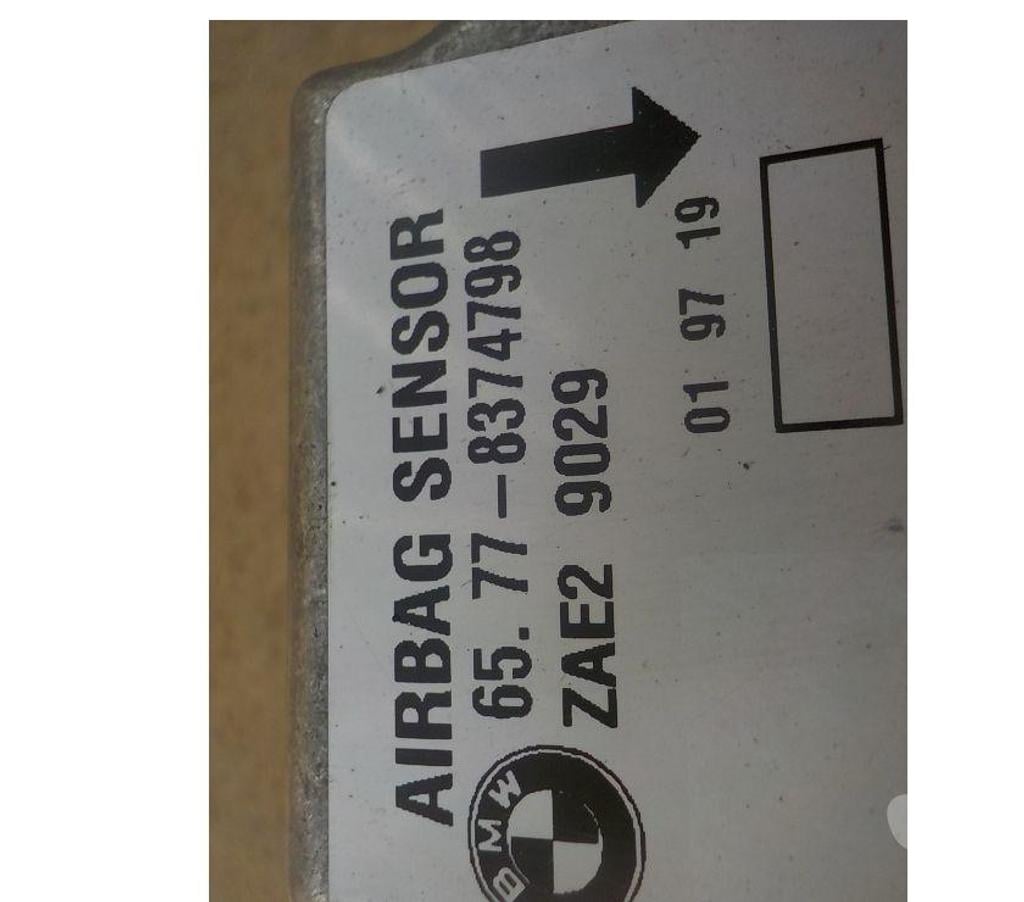 AIRBAG SENSOR
65. 77-8374798
ZAE2 9029
01 97 19
BMW